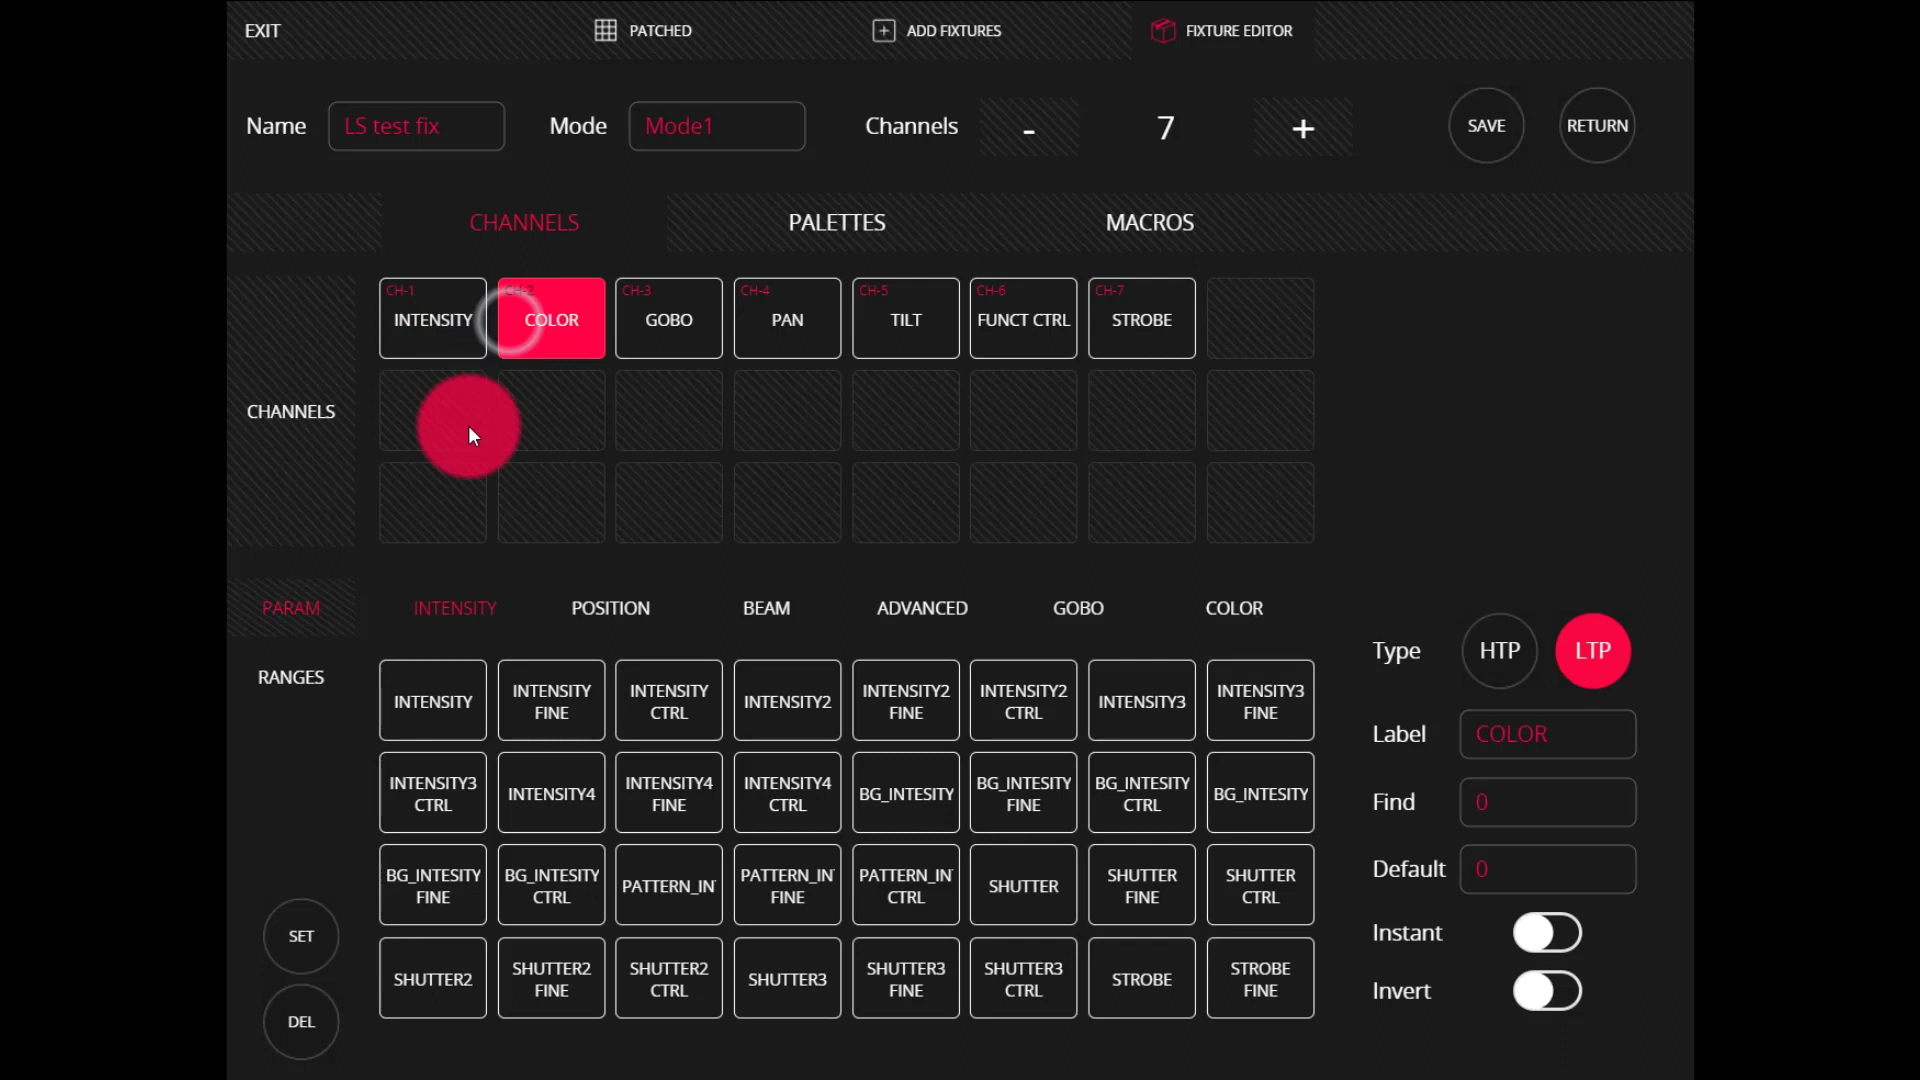 EXIT
PATCHED
ADD FIXTURES
FIXTURE EDITOR
Name
LS test fix
Mode
Mode1
Channels
-
7
+
SAVE
RETURN
CHANNELS
PALETTES
MACROS
CHANNELS
CH-1
INTENSITY
CH-2
COLOR
CH-3
GOBO
CH-4
PAN
CH-5
TILT
CH-6
FUNCT CTRL
CH-7
STROBE
PARAM
INTENSITY
POSITION
BEAM
ADVANCED
GOBO
COLOR
RANGES
INTENSITY
INTENSITY
FINE
INTENSITY
CTRL
INTENSITY2
INTENSITY2
FINE
INTENSITY2
CTRL
INTENSITY3
INTENSITY3
FINE
INTENSITY3
CTRL
INTENSITY4
INTENSITY4
FINE
INTENSITY4
CTRL
BG_INTESITY
BG_INTESITY
FINE
BG_INTESITY
CTRL
BG_INTESITY
BG_INTESITY
FINE
BG_INTESITY
CTRL
PATTERN_IN
PATTERN_IN
FINE
PATTERN_IN
CTRL
SHUTTER
SHUTTER
FINE
SHUTTER
CTRL
SHUTTER2
SHUTTER2
FINE
SHUTTER2
CTRL
SHUTTER3
SHUTTER3
FINE
SHUTTER3
CTRL
STROBE
STROBE
FINE
SET
DEL
Type
HTP
LTP
Label
COLOR
Find
0
Default
0
Instant
Invert